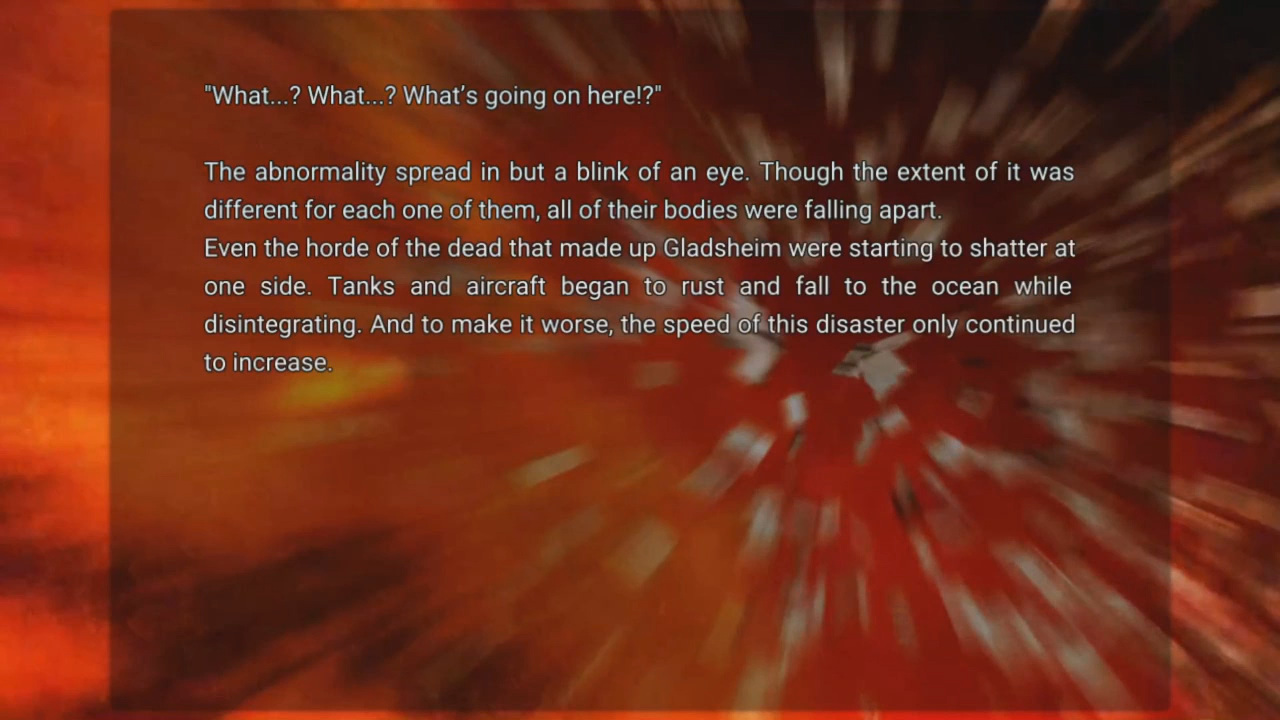 "What...? What...? What's going on here!?"
The abnormality spread in but a blink of an eye. Though the extent of it was
different for each one of them, all of their bodies were falling apart.
Even the horde of the dead that made up Gladsheim were starting to shatter at
one side. Tanks and aircraft began to rust and fall to the ocean while
disintegrating. And to make it worse, the speed of this disaster only continued
to increase.